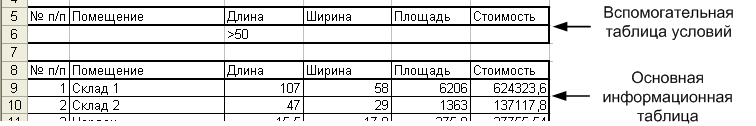 5 № п/п Помещение Длина Ширина Площадь Стоимость
6 >50
7
8 № п/п Помещение Длина Ширина Площадь Стоимость
9 1 Склад 1 107 58 6206 624323,6
10 2 Склад 2 47 29 1363 137117,8
Вспомогательная
таблица условий
Основная
информационная
таблица